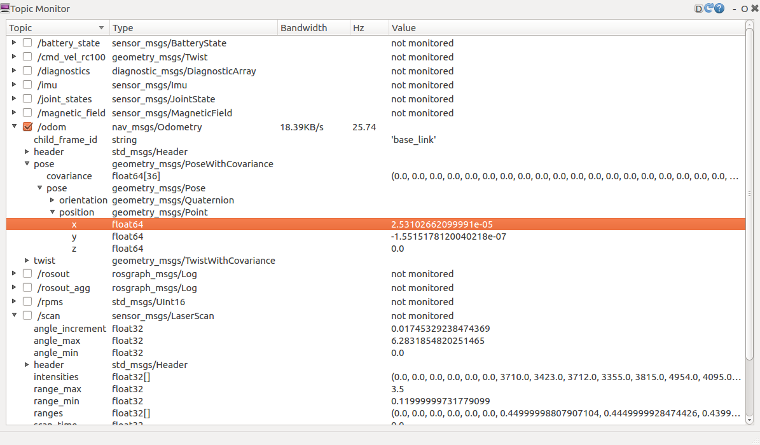 Topic Monitor D ? - O
Topic Type Bandwidth Hz Value
/battery_state sensor_msgs/BatteryState not monitored
/cmd_vel_rc100 geometry_msgs/Twist not monitored
/diagnostics diagnostic_msgs/DiagnosticArray not monitored
/imu sensor_msgs/Imu not monitored
/joint_states sensor_msgs/JointState not monitored
/magnetic_field sensor_msgs/MagneticField not monitored
/odom nav_msgs/Odometry 18.39KB/s 25.74
child_frame_id string 'base_link'
header std_msgs/Header
pose geometry_msgs/PoseWithCovariance
covariance float64[36] (0.0, 0.0, 0.0, 0.0, 0.0, 0.0, 0.0, 0.0, 0.0, 0.0, 0.0, 0.0, 0.0, 0.0, 0.0, 0.0, 0.0, 0.0, 0.0, ...
pose geometry_msgs/Pose
orientation geometry_msgs/Quaternion
position geometry_msgs/Point
x float64 2.53102662099991e-05
y float64 -1.5515178120040218e-07
z float64 0.0
twist geometry_msgs/TwistWithCovariance
/rosout rosgraph_msgs/Log not monitored
/rosout_agg rosgraph_msgs/Log not monitored
/rpms std_msgs/UInt16 not monitored
/scan sensor_msgs/LaserScan not monitored
angle_increment float32 0.01745329238474369
angle_max float32 6.2831854820251465
angle_min float32 0.0
header std_msgs/Header
intensities float32[] (0.0, 0.0, 0.0, 0.0, 0.0, 0.0, 3710.0, 3423.0, 3712.0, 3355.0, 3815.0, 4954.0, 4095.0...
range_max float32 3.5
range_min float32 0.11999999731779099
ranges float32[] (0.0, 0.0, 0.0, 0.0, 0.0, 0.0, 0.44999998807907104, 0.4449999928474426, 0.4399...
scan_time float32 0.0